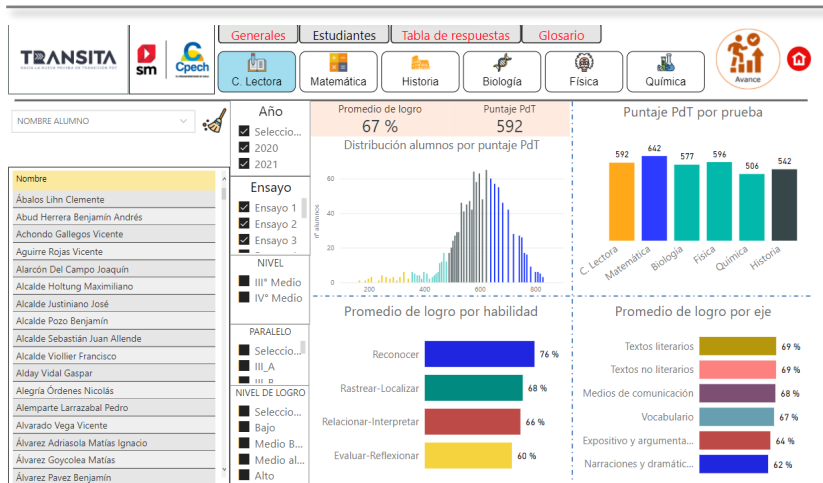 Generales
Estudiantes
Tabla de respuestas
Glosario
TRANSITA
HACIA LA NUEVA PRUEBA DE TRANSICIÓN PDT
sm
Cpech
C. Lectora
Matemática
Historia
Biología
Física
Química
Avance
NOMBRE ALUMNO
Nombre
Ábalos Lihn Clemente
Abud Herrera Benjamín Andrés
Achondo Gallegos Vicente
Aguirre Rojas Vicente
Alarcón Del Campo Joaquín
Alcalde Holtung Maximiliano
Alcalde Justiniano José
Alcalde Pozo Benjamín
Alcalde Sebastián Juan Allende
Alcalde Viollier Francisco
Alday Vidal Gaspar
Alegría Órdenes Nicolás
Alemparte Larrazabal Pedro
Alvarado Vega Vicente
Álvarez Adriasola Matías Ignacio
Álvarez Goycolea Matías
Álvarez Pavez Benjamín
Año
Seleccio...
2020
2021
Ensayo
Ensayo 1
Ensayo 2
Ensayo 3
NIVEL
III° Medio
IV° Medio
PARALELO
Seleccio...
III_A
III_B
NIVEL DE LOGRO
Seleccio...
Bajo
Medio B...
Medio al...
Alto
Promedio de logro
67 %
Puntaje PdT
592
Distribución alumnos por puntaje PdT
n° alumnos
60
40
20
0
200
400
600
800
Puntaje PdT por prueba
592
642
577
596
506
542
C. Lectora
Matemática
Biología
Física
Química
Historia
Promedio de logro por habilidad
Reconocer
76 %
Rastrear-Localizar
68 %
Relacionar-Interpretar
66 %
Evaluar-Reflexionar
60 %
Promedio de logro por eje
Textos literarios
69 %
Textos no literarios
69 %
Medios de comunicación
68 %
Vocabulario
67 %
Expositivo y argumenta...
64 %
Narraciones y dramátic...
62 %